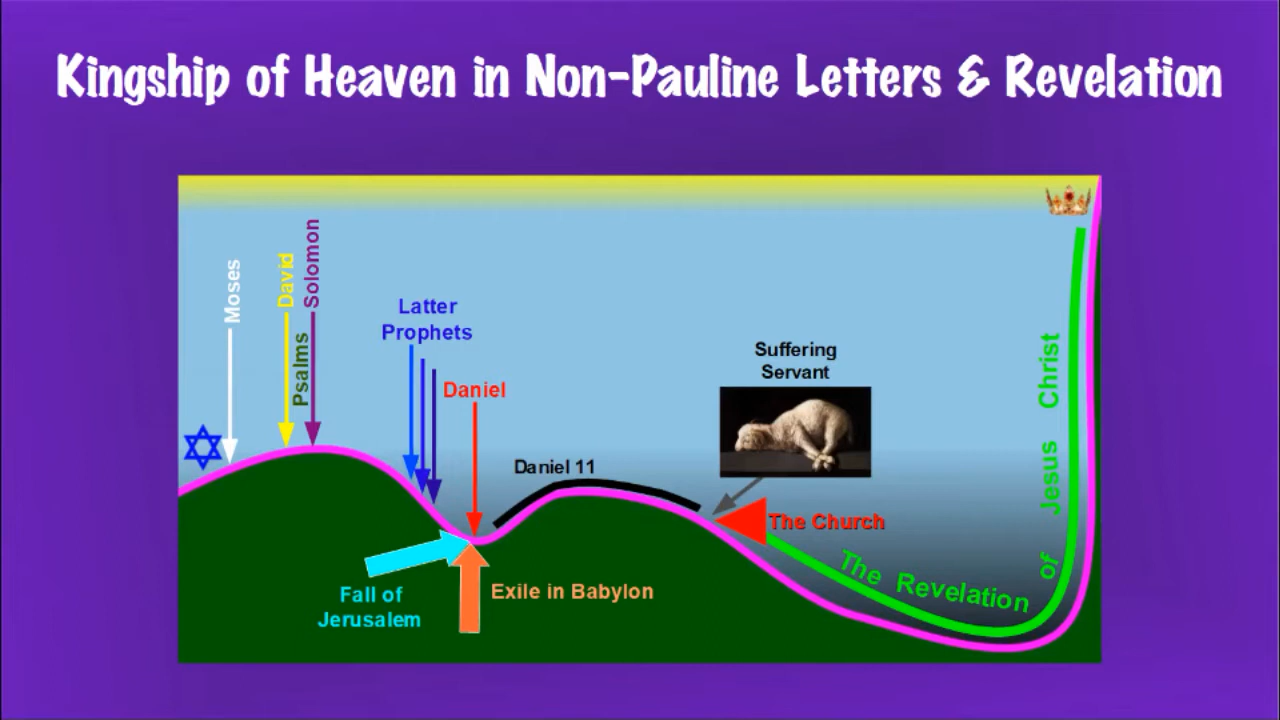 Kingship of Heaven in Non-Pauline Letters & Revelation
Moses
David
Psalms
Solomon
Latter
Prophets
Daniel
Suffering
Servant
Daniel 11
The Church
Fall of
Jerusalem
Exile in Babylon
The Revelation of Jesus Christ